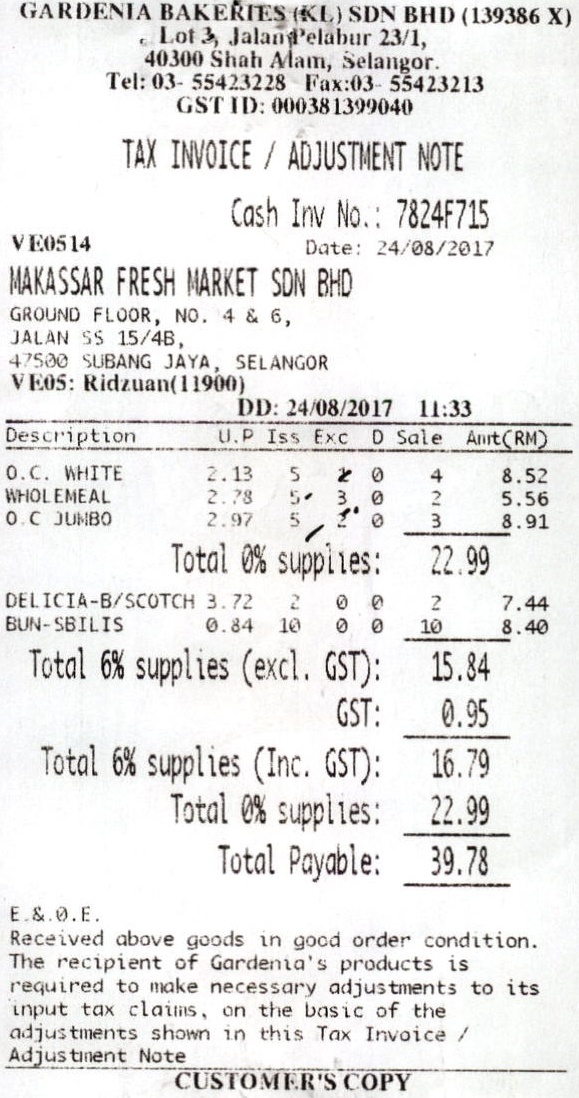 GARDENIA BAKERIES (KL) SDN BHD (139386 X)
Lot 3, Jalan Pelabur 23/1,
40300 Shah Alam, Selangor.
Tel: 03- 55423228 Fax:03- 55423213
GST ID: 000381399040
TAX INVOICE / ADJUSTMENT NOTE
Cash Inv No.: 7824F715
VE0514 Date: 24/08/2017
MAKASSAR FRESH MARKET SDN BHD
GROUND FLOOR, NO. 4 & 6,
JALAN SS 15/4B,
47500 SUBANG JAYA, SELANGOR
VE05: Ridzuan(11900)
DD: 24/08/2017 11:33
Description U.P Iss Exc D Sale Amt(RM)
O.C. WHITE 2.13 5 0 4 8.52
WHOLEMEAL 2.78 5 3 0 2 5.56
O.C JUMBO 2.97 5 2 0 3 8.91
Total 0% supplies: 22.99
DELICIA-B/SCOTCH 3.72 2 0 0 2 7.44
BUN-SBILIS 0.84 10 0 0 10 8.40
Total 6% supplies (excl. GST): 15.84
GST: 0.95
Total 6% supplies (Inc. GST): 16.79
Total 0% supplies: 22.99
Total Payable: 39.78
E.&.O.E.
Received above goods in good order condition.
The recipient of Gardenia's products is
required to make necessary adjustments to its
input tax claims, on the basic of the
adjustments shown in this Tax Invoice /
Adjustment Note
CUSTOMER'S COPY